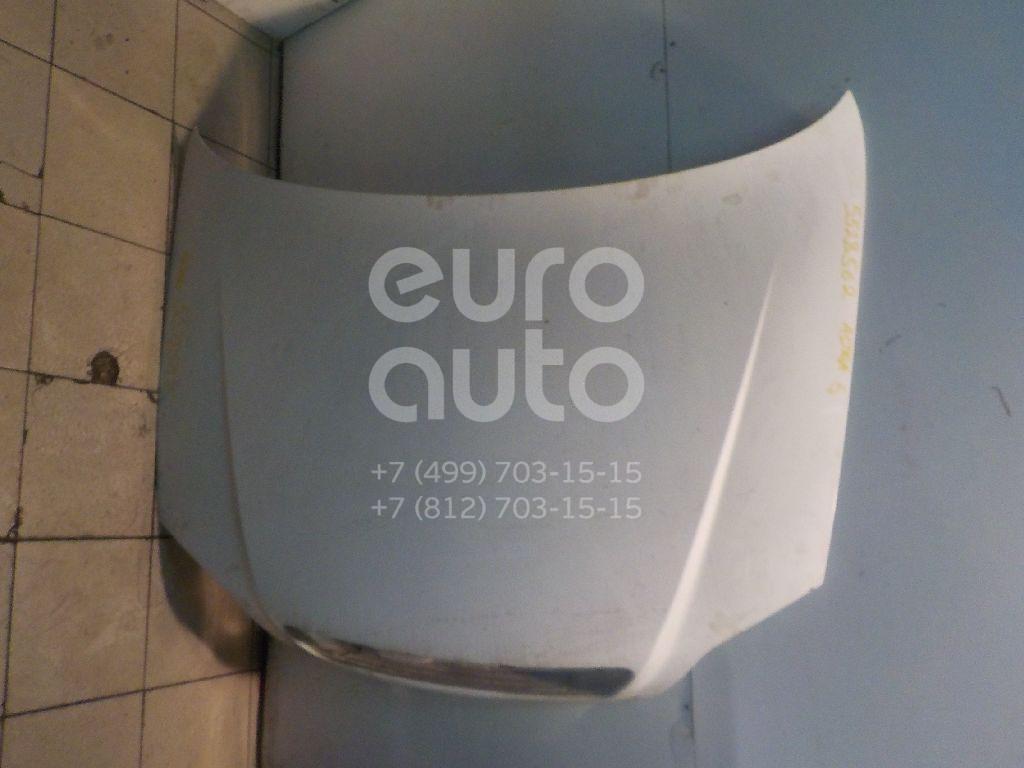 euro
auto
+7 (499) 703-15-15
+7 (812) 703-15-15